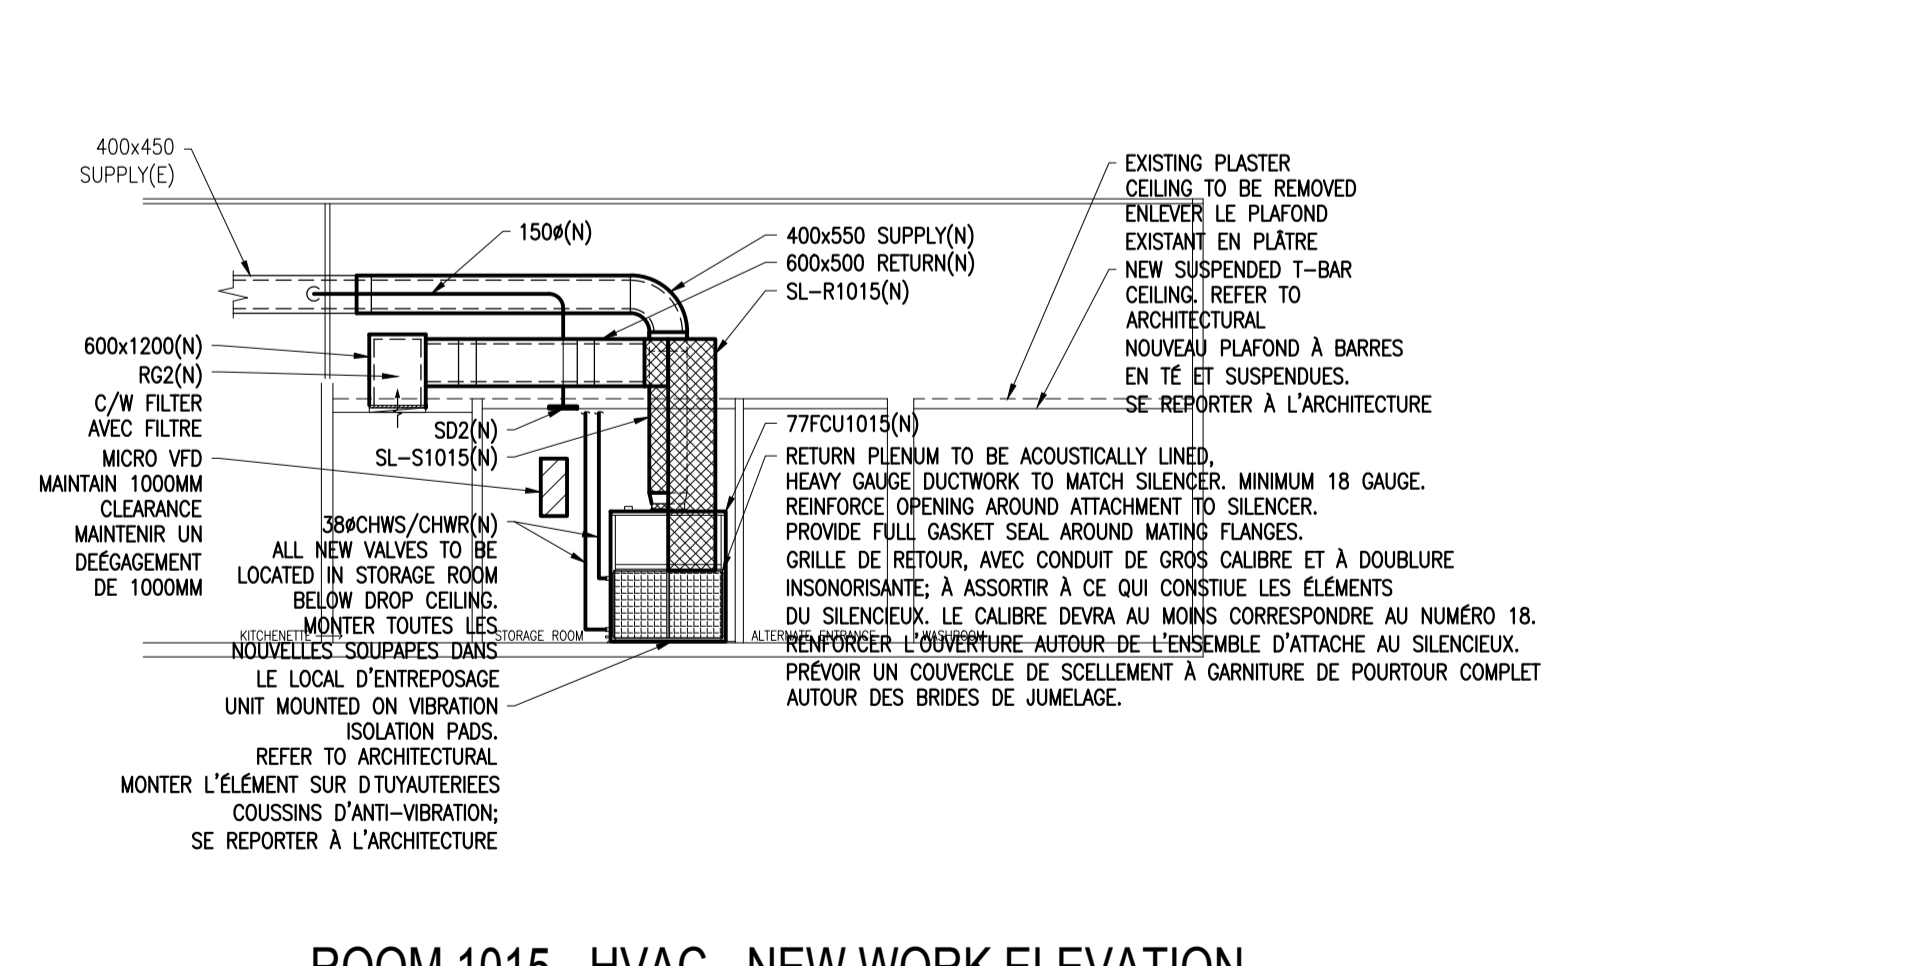 400x450
SUPPLY(E)
150ø(N)
400x550 SUPPLY(N)
600x500 RETURN(N)
SL-R1015(N)
EXISTING PLASTER
CEILING TO BE REMOVED
ENLEVER LE PLAFOND
EXISTANT EN PLÂTRE
NEW SUSPENDED T-BAR
CEILING. REFER TO
ARCHITECTURAL
NOUVEAU PLAFOND À BARRES
EN TÉ ET SUSPENDUES.
SE REPORTER À L'ARCHITECTURE
600x1200(N)
RG2(N)
C/W FILTER
AVEC FILTRE
MICRO VFD
MAINTAIN 1000MM
CLEARANCE
MAINTENIR UN
DEÉGAGEMENT
DE 1000MM
SD2(N)
SL-S1015(N)
38øCHWS/CHWR(N)
ALL NEW VALVES TO BE
LOCATED IN STORAGE ROOM
BELOW DROP CEILING.
MONTER TOUTES LES
NOUVELLES SOUPAPES DANS
LE LOCAL D'ENTREPOSAGE
UNIT MOUNTED ON VIBRATION
ISOLATION PADS.
REFER TO ARCHITECTURAL
MONTER L'ÉLÉMENT SUR D TUYAUTERIEES
COUSSINS D'ANTI-VIBRATION;
SE REPORTER À L'ARCHITECTURE
77FCU1015(N)
RETURN PLENUM TO BE ACOUSTICALLY LINED,
HEAVY GAUGE DUCTWORK TO MATCH SILENCER. MINIMUM 18 GAUGE.
REINFORCE OPENING AROUND ATTACHMENT TO SILENCER.
PROVIDE FULL GASKET SEAL AROUND MATING FLANGES.
GRILLE DE RETOUR, AVEC CONDUIT DE GROS CALIBRE ET À DOUBLURE
INSONORISANTE; À ASSORTIR À CE QUI CONSTIUE LES ÉLÉMENTS
DU SILENCIEUX. LE CALIBRE DEVRA AU MOINS CORRESPONDRE AU NUMÉRO 18.
RENFORCER L'OUVERTURE AUTOUR DE L'ENSEMBLE D'ATTACHE AU SILENCIEUX.
PRÉVOIR UN COUVERCLE DE SCELLEMENT À GARNITURE DE POURTOUR COMPLET
AUTOUR DES BRIDES DE JUMELAGE.
KITCHENETTE
STORAGE ROOM
ALTERNATE ENTRANCE
WASHROOM
ROOM 1015 - HVAC - NEW WORK ELEVATION